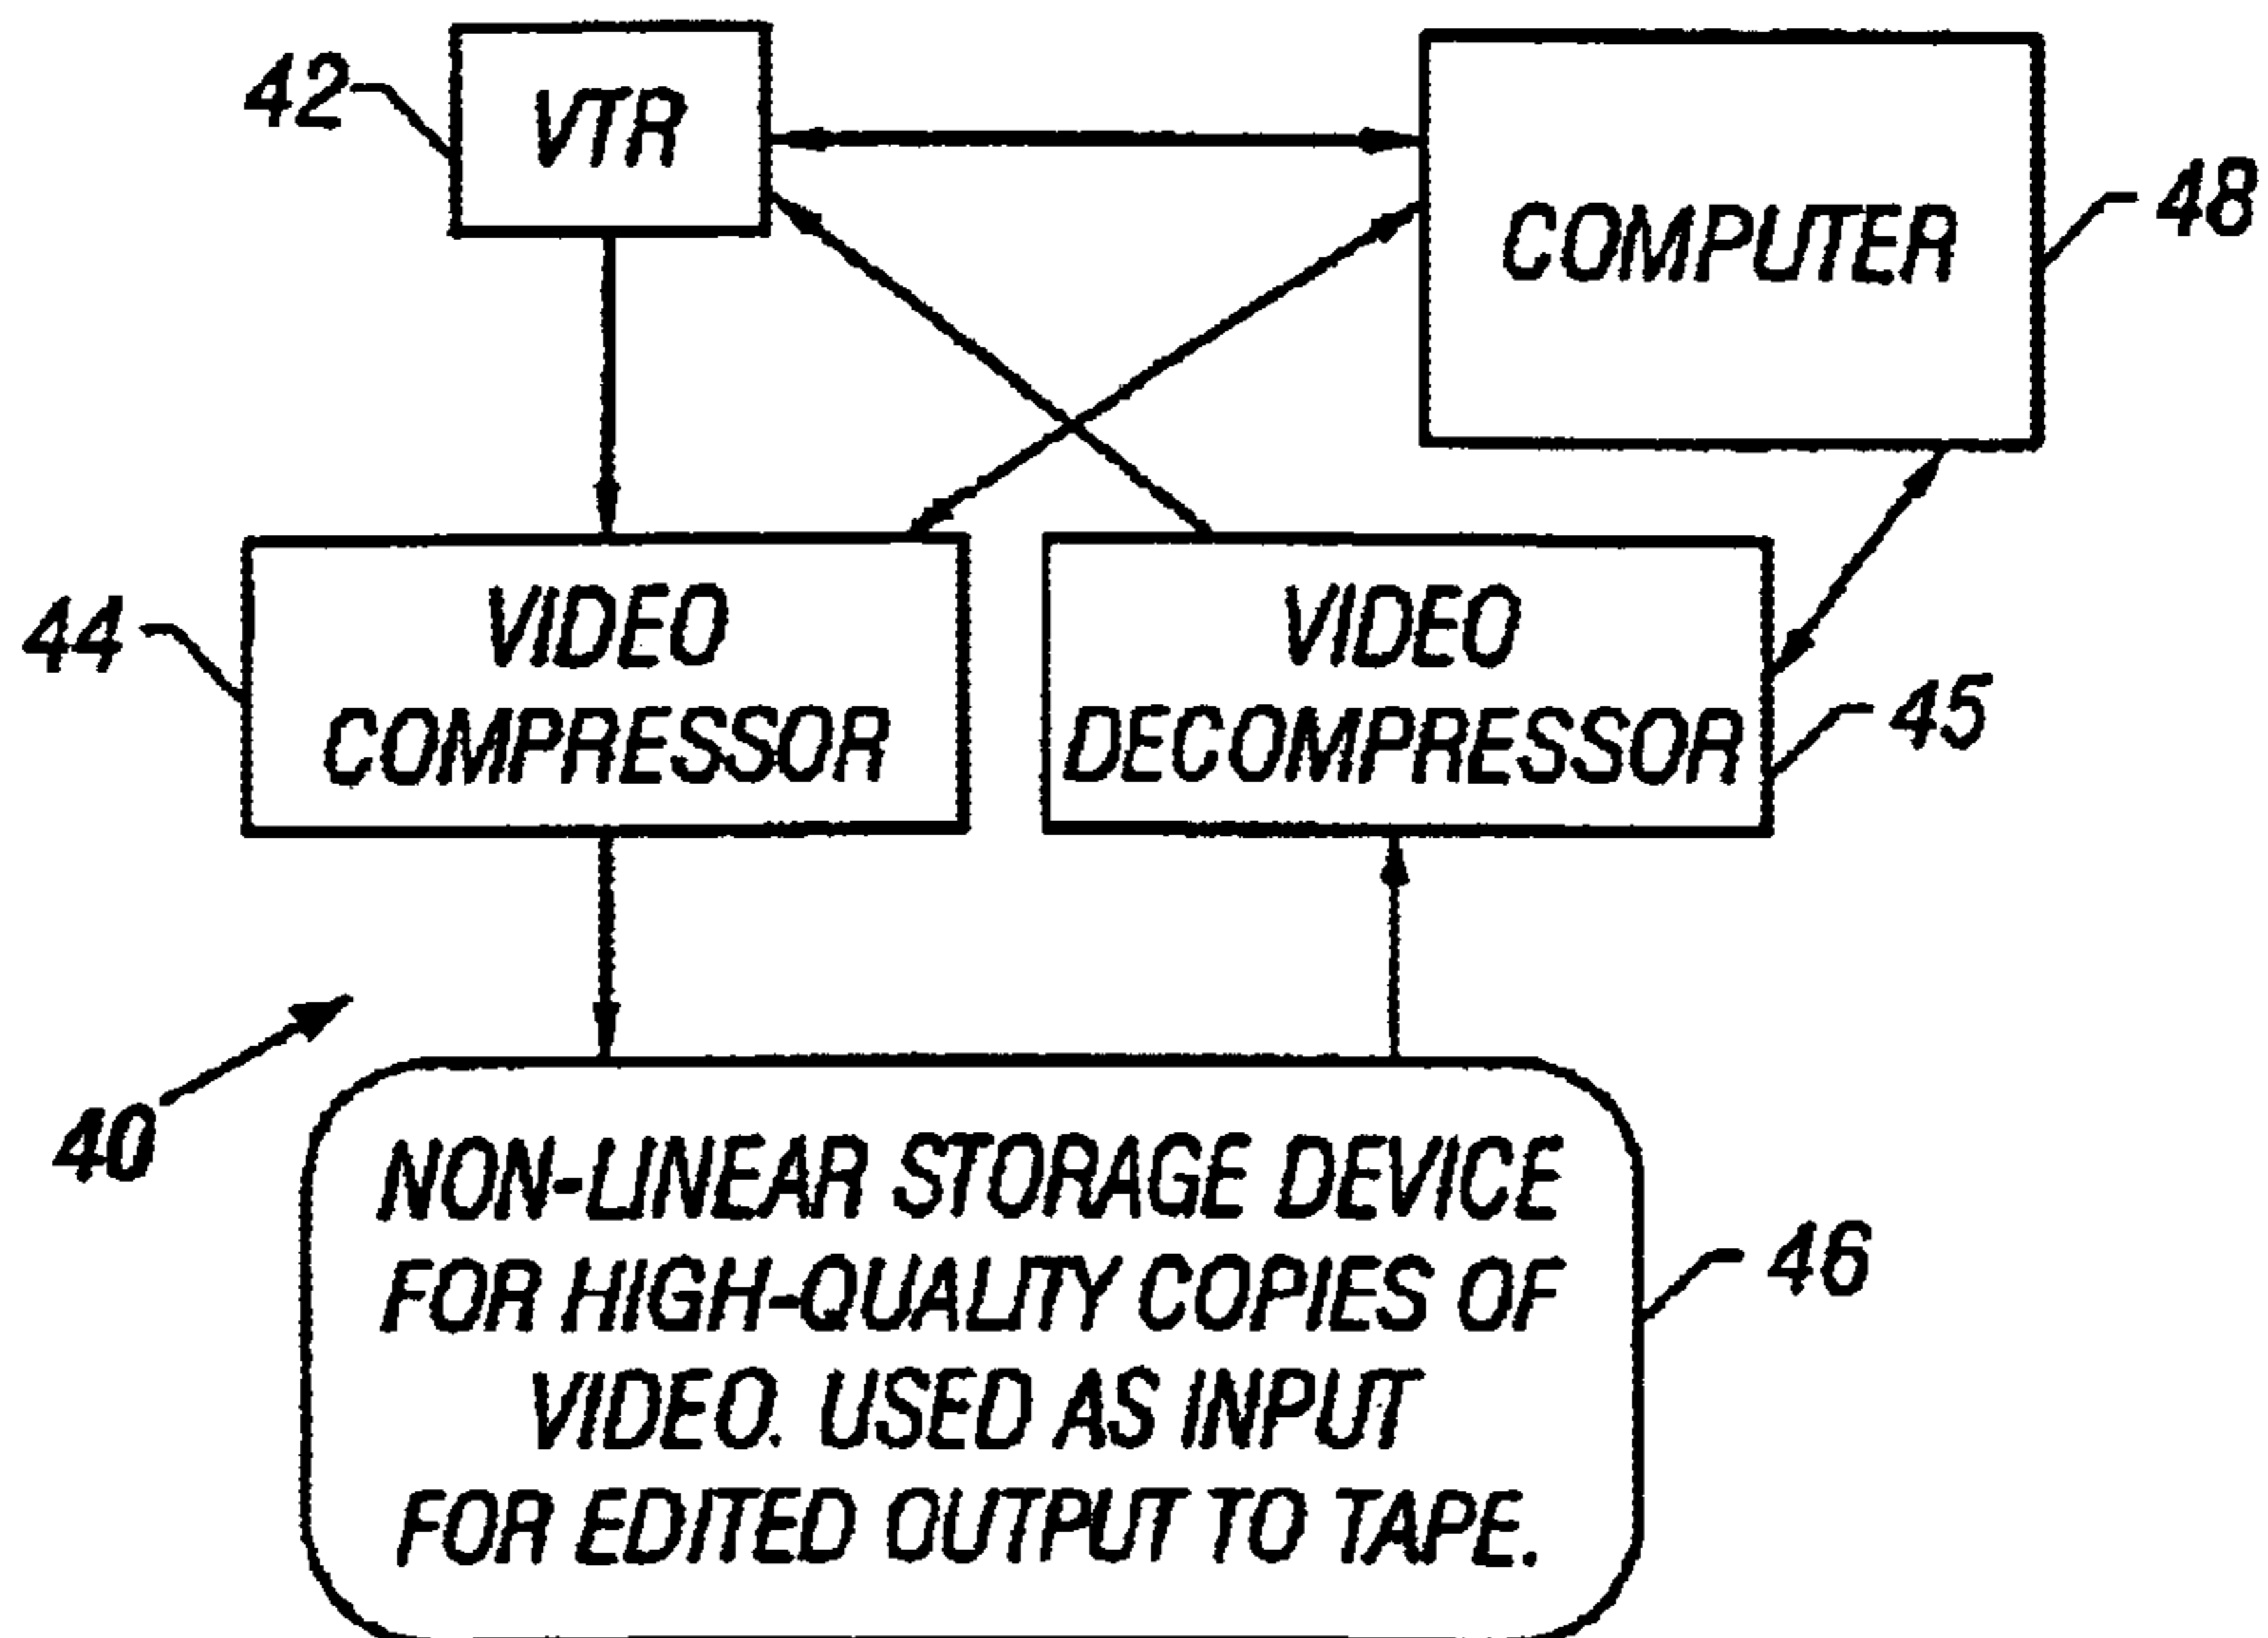 42
VTR
COMPUTER
48
44
VIDEO
COMPRESSOR
VIDEO
DECOMPRESSOR
45
40
NON-LINEAR STORAGE DEVICE
FOR HIGH-QUALITY COPIES OF
VIDEO. USED AS INPUT
FOR EDITED OUTPUT TO TAPE.
46